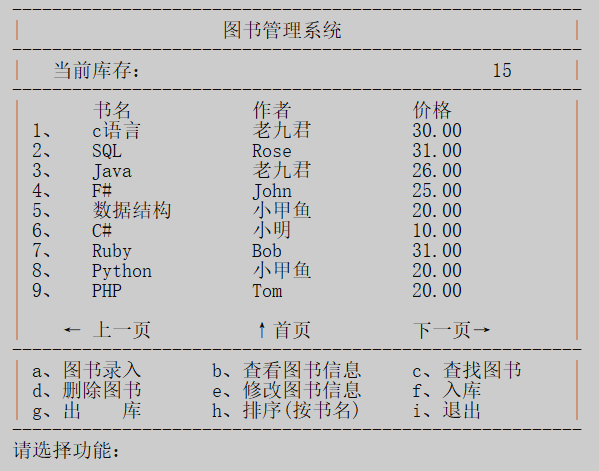 图书管理系统
当前库存： 15
书名 作者 价格
1、 c语言 老九君 30.00
2、 SQL Rose 31.00
3、 Java 老九君 26.00
4、 F# John 25.00
5、 数据结构 小甲鱼 20.00
6、 C# 小明 10.00
7、 Ruby Bob 31.00
8、 Python 小甲鱼 20.00
9、 PHP Tom 20.00
← 上一页 ↑首页 下一页→
a、图书录入 b、查看图书信息 c、查找图书
d、删除图书 e、修改图书信息 f、入库
g、出 库 h、排序(按书名) i、退出
请选择功能：